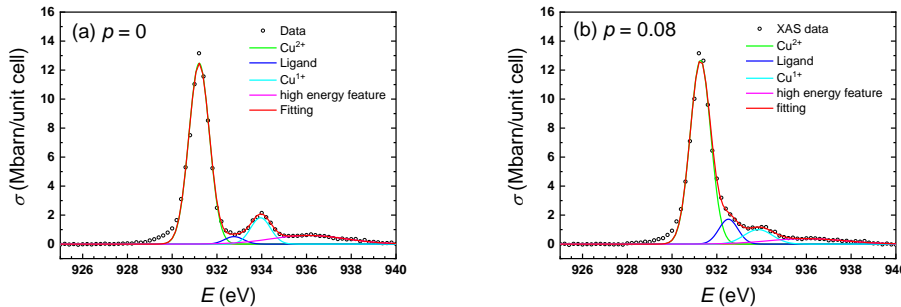 (a) p = 0
σ (Mbarn/unit cell)
16
14
12
10
8
6
4
2
0
Data
Cu²⁺
Ligand
Cu¹⁺
high energy feature
Fitting
926 928 930 932 934 936 938 940
E (eV)
(b) p = 0.08
σ (Mbarn/unit cell)
16
14
12
10
8
6
4
2
0
XAS data
Cu²⁺
Ligand
Cu¹⁺
high energy feature
fitting
926 928 930 932 934 936 938 940
E (eV)